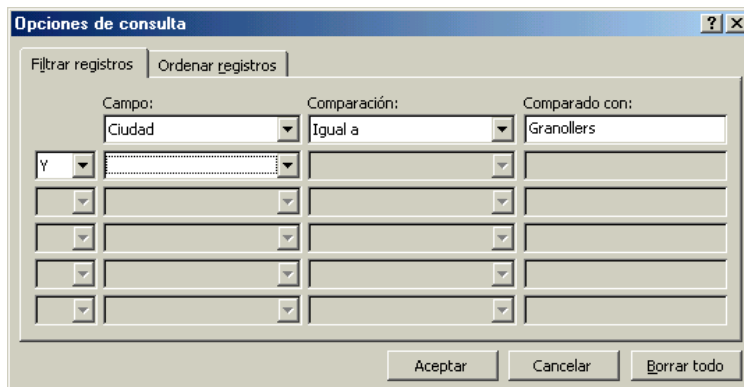 Opciones de consulta
Filtrar registros Ordenar registros
Campo: Comparación: Comparado con:
Ciudad Igual a Granollers
Y
Aceptar Cancelar Borrar todo